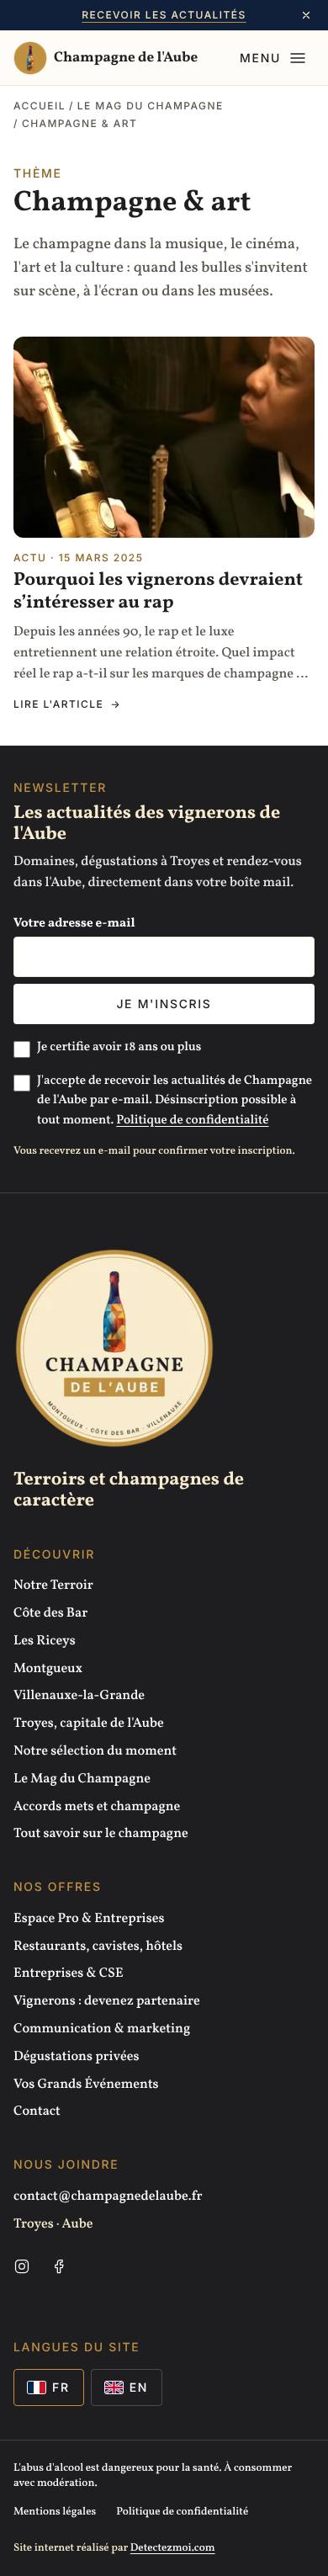 RECEVOIR LES ACTUALITÉS ×
Champagne de l'Aube MENU
ACCUEIL / LE MAG DU CHAMPAGNE
/ CHAMPAGNE & ART
THÈME
Champagne & art
Le champagne dans la musique, le cinéma,
l'art et la culture : quand les bulles s'invitent
sur scène, à l'écran ou dans les musées.
ACTU · 15 MARS 2025
Pourquoi les vignerons devraient
s’intéresser au rap
Depuis les années 90, le rap et le luxe
entretiennent une relation étroite. Quel impact
réel le rap a-t-il sur les marques de champagne …
LIRE L'ARTICLE →
NEWSLETTER
Les actualités des vignerons de
l'Aube
Domaines, dégustations à Troyes et rendez-vous
dans l'Aube, directement dans votre boîte mail.
Votre adresse e-mail
JE M'INSCRIS
Je certifie avoir 18 ans ou plus
J'accepte de recevoir les actualités de Champagne
de l'Aube par e-mail. Désinscription possible à
tout moment. Politique de confidentialité
Vous recevrez un e-mail pour confirmer votre inscription.
CHAMPAGNE
DE L'AUBE
MONTGUEUX · CÔTE DES BAR · VILLENAUXE
Terroirs et champagnes de
caractère
DÉCOUVRIR
Notre Terroir
Côte des Bar
Les Riceys
Montgueux
Villenauxe-la-Grande
Troyes, capitale de l'Aube
Notre sélection du moment
Le Mag du Champagne
Accords mets et champagne
Tout savoir sur le champagne
NOS OFFRES
Espace Pro & Entreprises
Restaurants, cavistes, hôtels
Entreprises & CSE
Vignerons : devenez partenaire
Communication & marketing
Dégustations privées
Vos Grands Événements
Contact
NOUS JOINDRE
contact@champagnedelaube.fr
Troyes · Aube
LANGUES DU SITE
FR EN
L'abus d'alcool est dangereux pour la santé. À consommer
avec modération.
Mentions légales Politique de confidentialité
Site internet réalisé par Detectezmoi.com